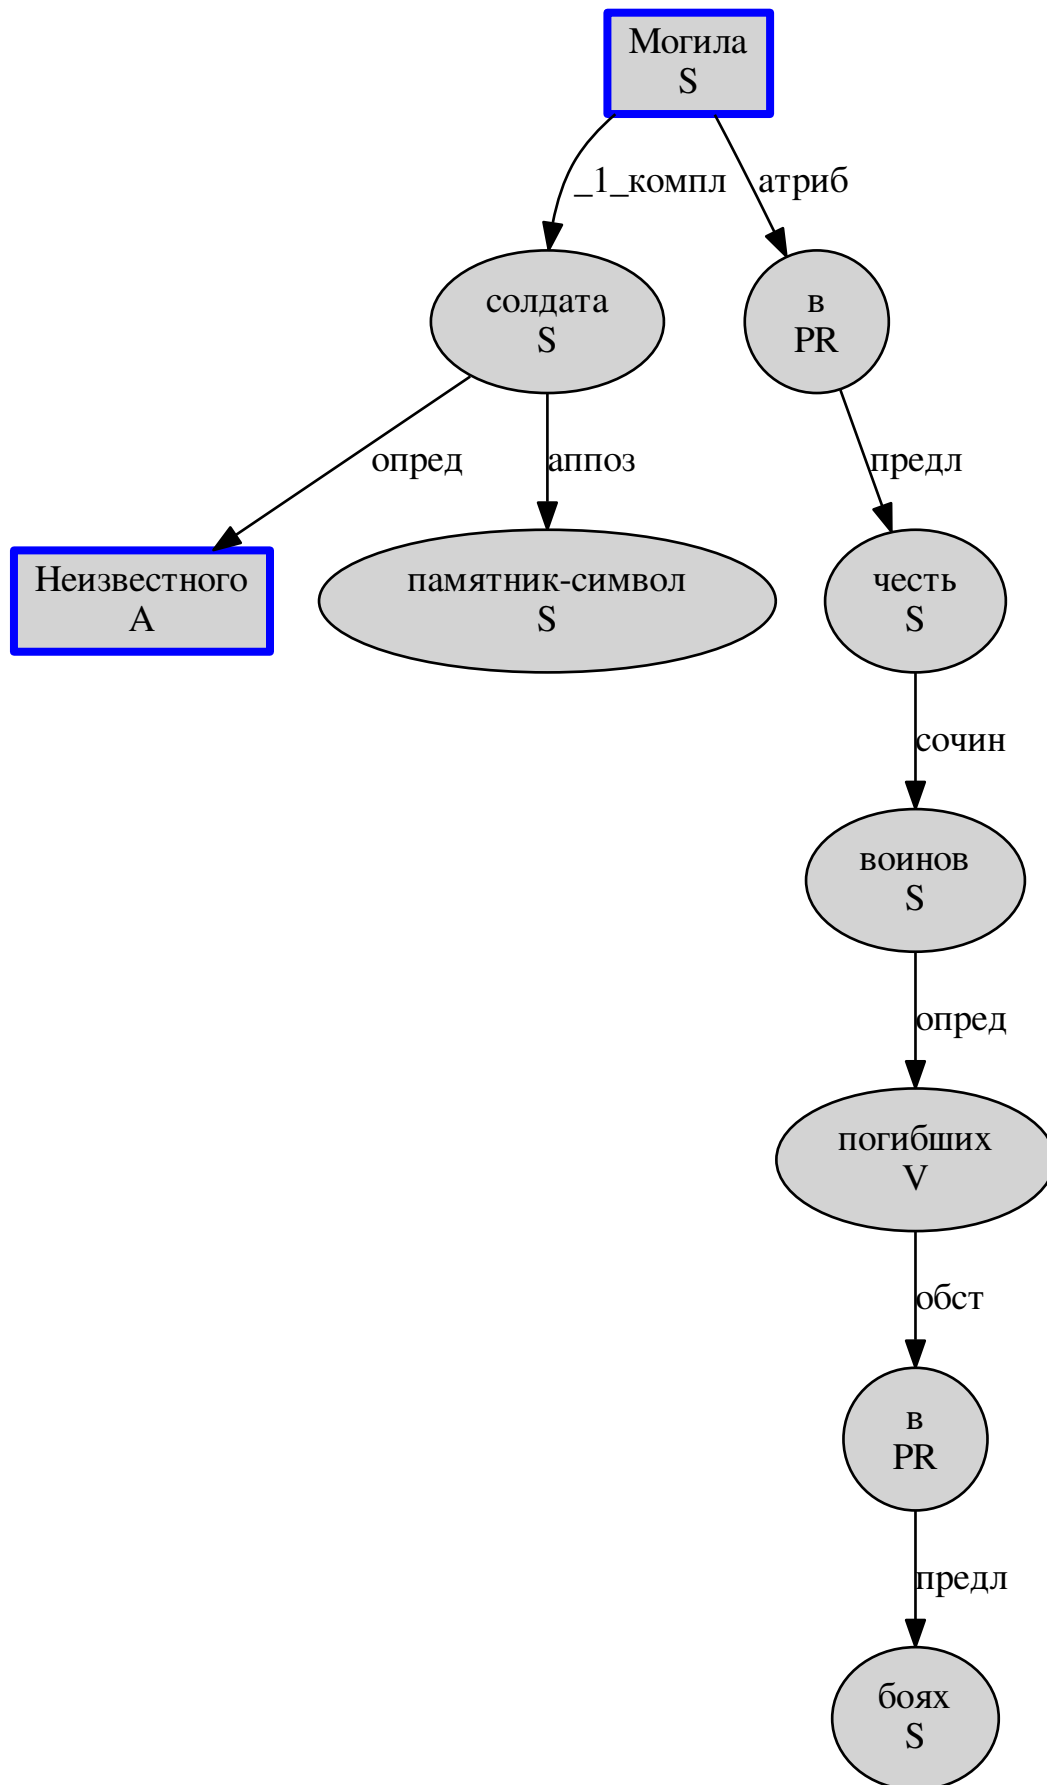 Могила
S
_1_компл
атриб
солдата
S
в
PR
опред
аппоз
предл
Неизвестного
A
памятник-символ
S
честь
S
сочин
воинов
S
опред
погибших
V
обст
в
PR
предл
боях
S